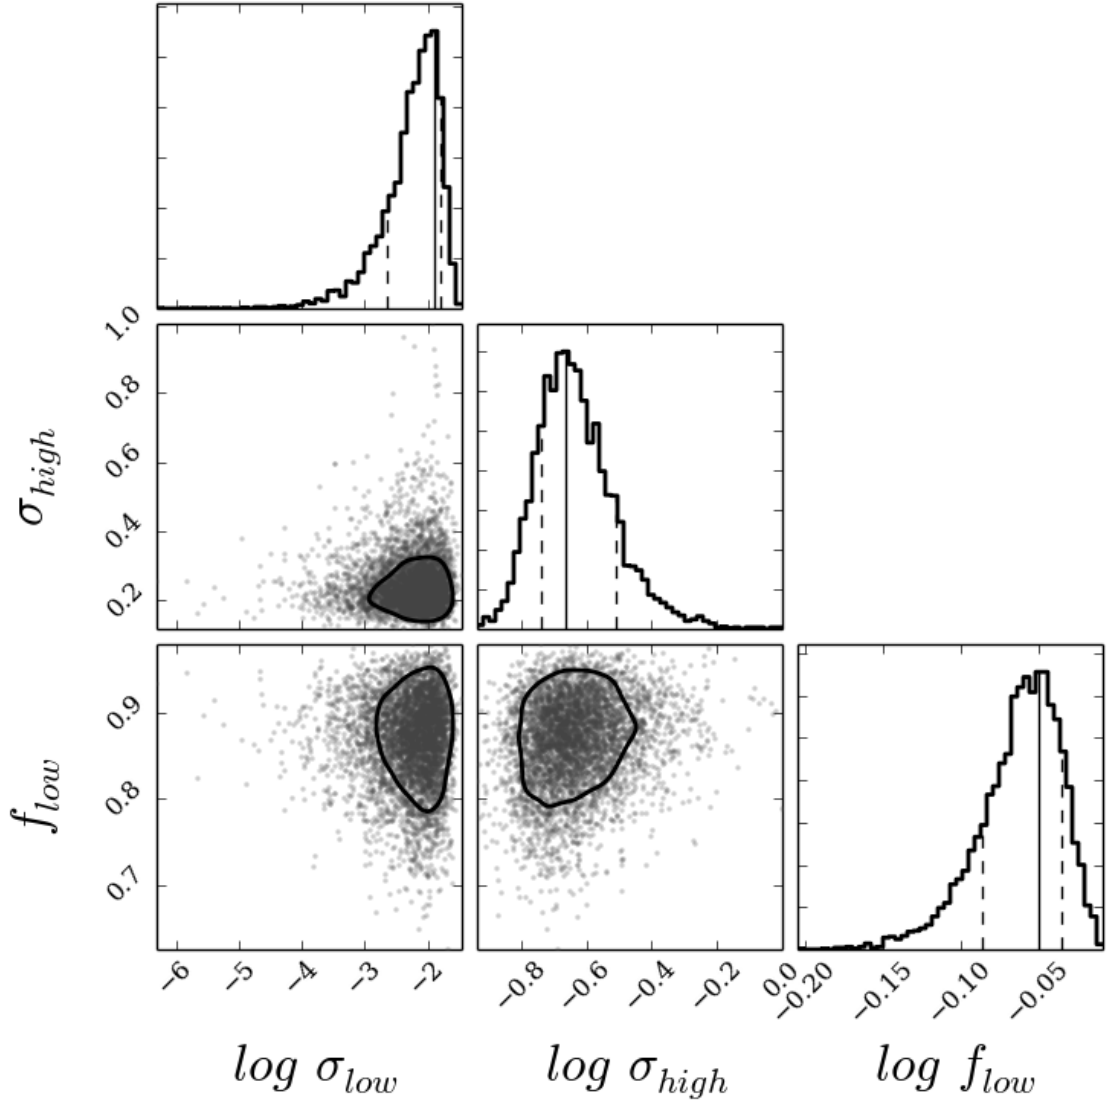 1.0
0.8
0.6
0.4
0.2
σ_high
0.9
0.8
0.7
f_low
−6 −5 −4 −3 −2
−0.8 −0.6 −0.4 −0.2 0.0
−0.20 −0.15 −0.10 −0.05
log σ_low
log σ_high
log f_low